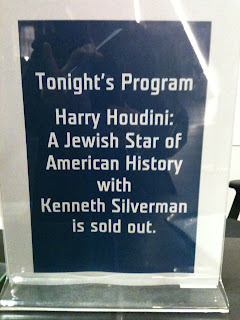 Tonight's Program
Harry Houdini:
A Jewish Star of
American History
with
Kenneth Silverman
is sold out.